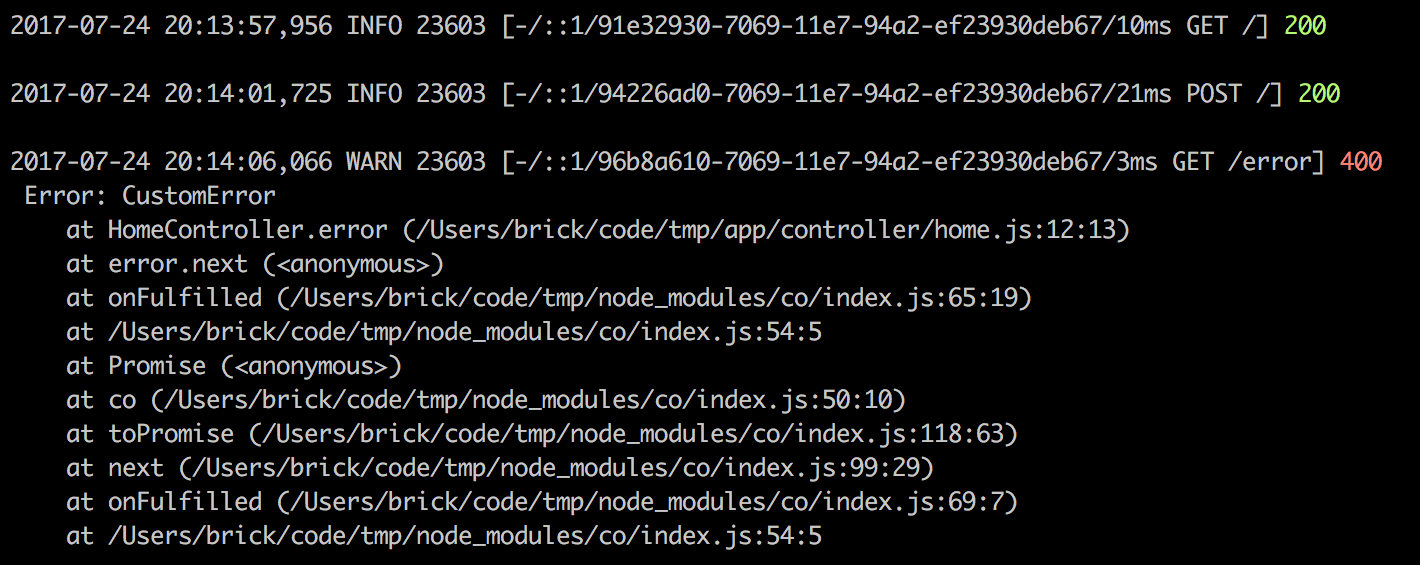 2017-07-24 20:13:57,956 INFO 23603 [-/::1/91e32930-7069-11e7-94a2-ef23930deb67/10ms GET /] 200
2017-07-24 20:14:01,725 INFO 23603 [-/::1/94226ad0-7069-11e7-94a2-ef23930deb67/21ms POST /] 200
2017-07-24 20:14:06,066 WARN 23603 [-/::1/96b8a610-7069-11e7-94a2-ef23930deb67/3ms GET /error] 400
Error: CustomError
at HomeController.error (/Users/brick/code/tmp/app/controller/home.js:12:13)
at error.next (<anonymous>)
at onFulfilled (/Users/brick/code/tmp/node_modules/co/index.js:65:19)
at /Users/brick/code/tmp/node_modules/co/index.js:54:5
at Promise (<anonymous>)
at co (/Users/brick/code/tmp/node_modules/co/index.js:50:10)
at toPromise (/Users/brick/code/tmp/node_modules/co/index.js:118:63)
at next (/Users/brick/code/tmp/node_modules/co/index.js:99:29)
at onFulfilled (/Users/brick/code/tmp/node_modules/co/index.js:69:7)
at /Users/brick/code/tmp/node_modules/co/index.js:54:5